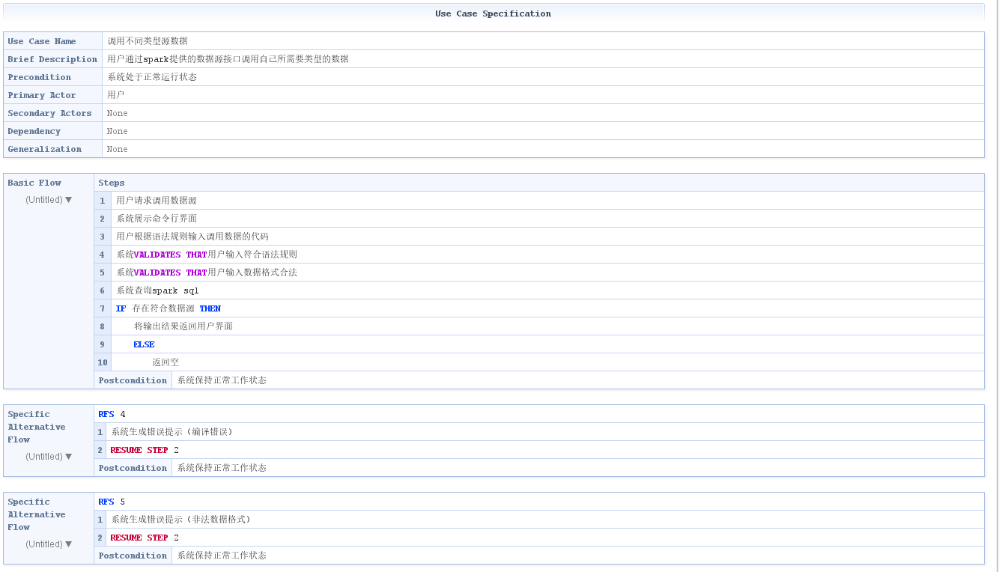 Use Case Specification
Use Case Name 调用不同类型源数据
Brief Description 用户通过spark提供的数据源接口调用自己所需要类型的数据
Precondition 系统处于正常运行状态
Primary Actor 用户
Secondary Actors None
Dependency None
Generalization None
Basic Flow Steps
(Untitled) ▼
1 用户请求调用数据源
2 系统展示命令行界面
3 用户根据语法规则输入调用数据的代码
4 系统VALIDATES THAT用户输入符合语法规则
5 系统VALIDATES THAT用户输入数据格式合法
6 系统查询spark sql
7 IF 存在符合数据源 THEN
8 将输出结果返回用户界面
9 ELSE
10 返回空
Postcondition 系统保持正常工作状态
Specific
Alternative
Flow
(Untitled) ▼
RFS 4
1 系统生成错误提示（编译错误）
2 RESUME STEP 2
Postcondition 系统保持正常工作状态
Specific
Alternative
Flow
(Untitled) ▼
RFS 5
1 系统生成错误提示（非法数据格式）
2 RESUME STEP 2
Postcondition 系统保持正常工作状态